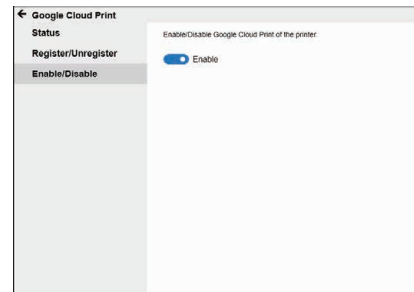 Google Cloud Print
Status
Register/Unregister
Enable/Disable
Enable/Disable Google Cloud Print of the printer.
Enable